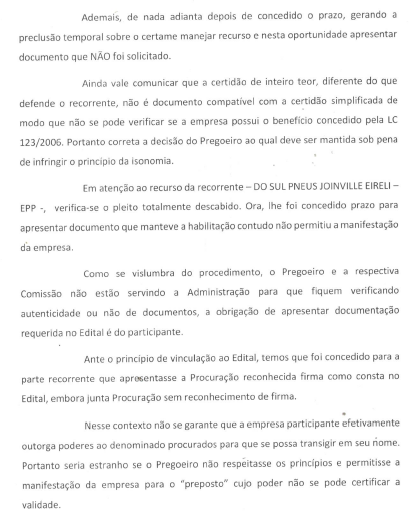 Ademais, de nada adianta depois de concedido o prazo, gerando a
preclusão temporal sobre o certame manejar recurso e nesta oportunidade apresentar
documento que NÃO foi solicitado.
Ainda vale comunicar que a certidão de inteiro teor, diferente do que
defende o recorrente, não é documento compatível com a certidão simplificada de
modo que não se pode verificar se a empresa possui o benefício concedido pela LC
123/2006. Portanto correta a decisão do Pregoeiro ao qual deve ser mantida sob pena
de infringir o principio da isonomia.
Em atenção ao recurso da recorrente – DO SUL PNEUS JOINVILLE EIRELI –
EPP -, verifica-se o pleito totalmente descabido. Ora, lhe foi concedido prazo para
apresentar documento que manteve a habilitação contudo não permitiu a manifestação
da empresa.
Como se vislumbra do procedimento, o Pregoeiro e a respectiva
Comissão não estão servindo a Administração para que fiquem verificando
autenticidade ou não de documentos, a obrigação de apresentar documentação
requerida no Edital é do participante.
Ante o principio de vinculação ao Edital, temos que foi concedido para a
parte recorrente que apresentasse a Procuração reconhecida firma como consta no
Edital, embora junta Procuração sem reconhecimento de firma.
Nesse contexto não se garante que a empresa participante efetivamente
outorga poderes ao denominado procurados para que se possa transigir em seu nome.
Portanto seria estranho se o Pregoeiro não respeitasse os princípios e permitisse a
manifestação da empresa para o "preposto" cujo poder não se pode certificar a
validade.